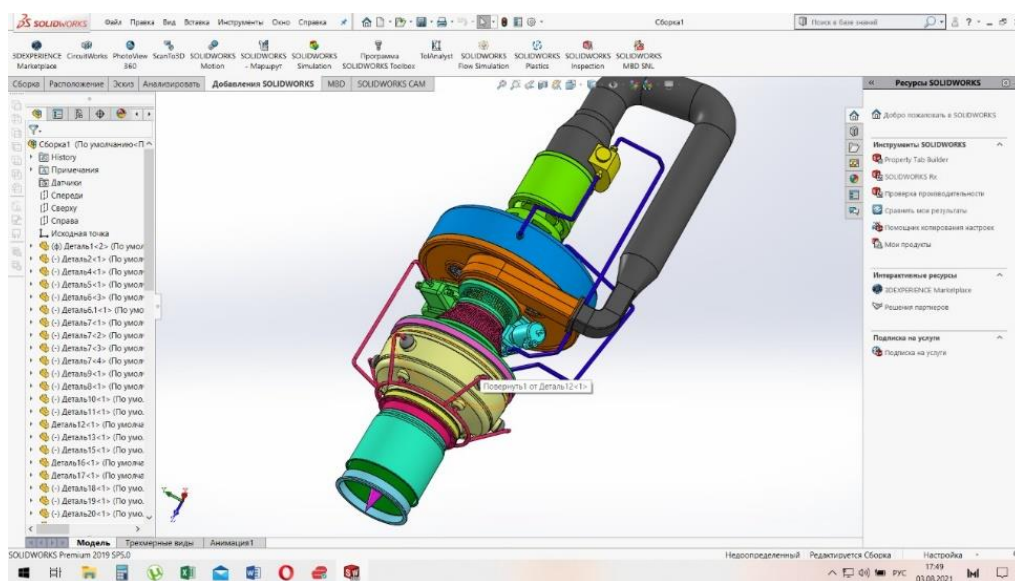 SOLIDWORKS Файл Правка Вид Вставка Инструменты Окно Справка Сборка1 Поиск в базе знаний
3DEXPERIENCE Marketplace
CircuitWorks
PhotoView 360
ScanTo3D
SOLIDWORKS Motion
SOLIDWORKS - Маршрут
SOLIDWORKS Simulation
Программа SOLIDWORKS Toolbox
TolAnalyst
SOLIDWORKS Flow Simulation
SOLIDWORKS Plastics
SOLIDWORKS Inspection
SOLIDWORKS MBD SNL
Сборка Расположение Эскиз Анализировать Добавления SOLIDWORKS MBD SOLIDWORKS CAM
Сборка1 (По умолчанию<П
History
Примечания
Датчики
Спереди
Сверху
Справа
Исходная точка
(ф) Деталь1<2> (По умол
(-) Деталь2<1> (По умол
(-) Деталь4<1> (По умол
(-) Деталь5<1> (По умол
(-) Деталь6<3> (По умол
(-) Деталь6.1<1> (По умо
(-) Деталь7<1> (По умол
(-) Деталь7<2> (По умол
(-) Деталь7<3> (По умол
(-) Деталь7<4> (По умол
(-) Деталь9<1> (По умол
(-) Деталь8<1> (По умол
(-) Деталь10<1> (По умо.
(-) Деталь11<1> (По умо.
Деталь12<1> (По умолча
(-) Деталь13<1> (По умо.
(-) Деталь15<1> (По умо.
Деталь16<1> (По умолче
Деталь17<1> (По умолче
(-) Деталь18<1> (По умо.
(-) Деталь19<1> (По умо.
(-) Деталь20<1> (По умо.
Повернуть1 от Деталь12<1>
Ресурсы SOLIDWORKS
Добро пожаловать в SOLIDWORKS
Инструменты SOLIDWORKS
Property Tab Builder
SOLIDWORKS Rx
Проверка производительности
Сравнить мои результаты
Помощник копирования настроек
Мои продукты
Интерактивные ресурсы
3DEXPERIENCE Marketplace
Решения партнеров
Подписка на услуги
Подписка на услуги
Модель Трехмерные виды Анимация1
SOLIDWORKS Premium 2019 SP5.0 Недоопределенный Редактируется Сборка Настройка
РУС 17:49
03.08.2021